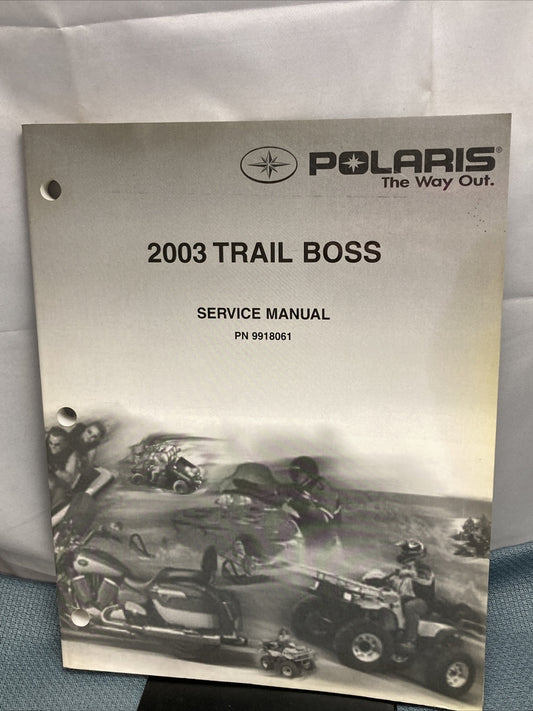 POLARIS®
The Way Out.
2003 TRAIL BOSS
SERVICE MANUAL
PN 9918061